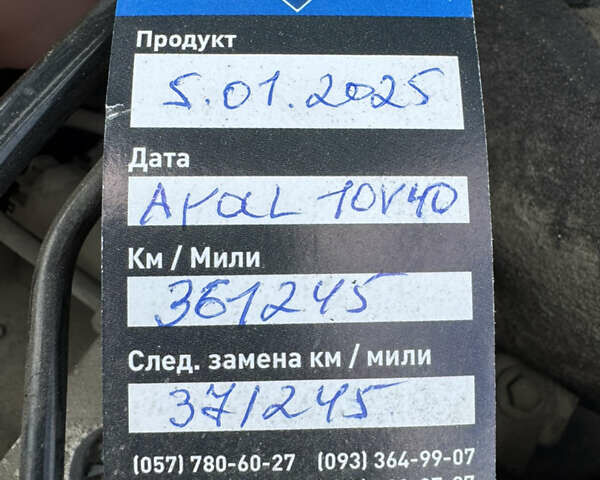 Продукт
5.01.2025
Дата
Aral 10W40
Км / Мили
361245
След. замена км / мили
371245
(057) 780-60-27 (093) 364-99-07